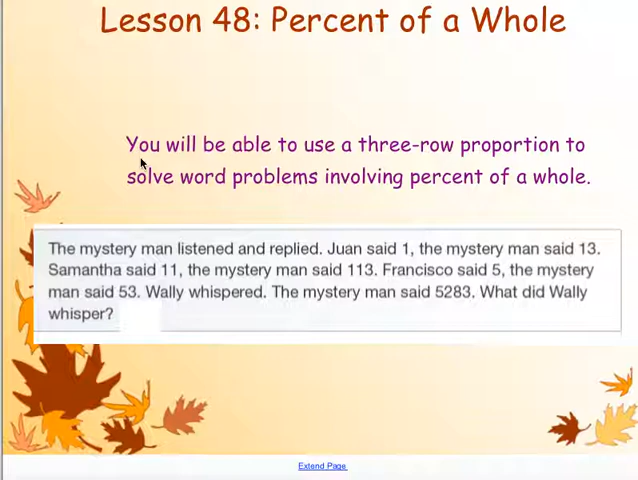 Lesson 48: Percent of a Whole
You will be able to use a three-row proportion to
solve word problems involving percent of a whole.
The mystery man listened and replied. Juan said 1, the mystery man said 13.
Samantha said 11, the mystery man said 113. Francisco said 5, the mystery
man said 53. Wally whispered. The mystery man said 5283. What did Wally
whisper?
Extend Page